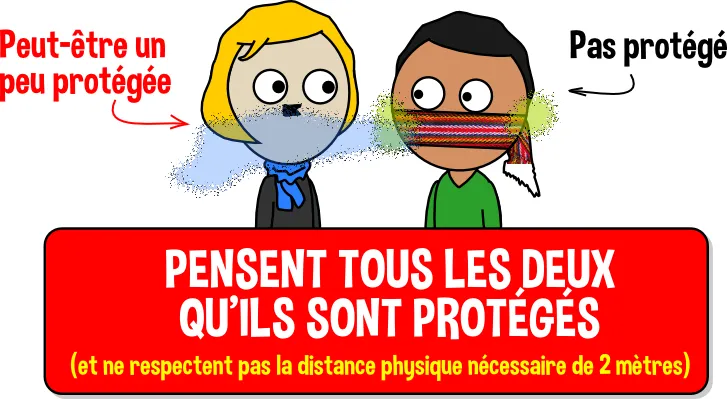 Peut-être un
peu protégée
Pas protégé
PENSENT TOUS LES DEUX
QU'ILS SONT PROTÉGÉS
(et ne respectent pas la distance physique nécessaire de 2 mètres)